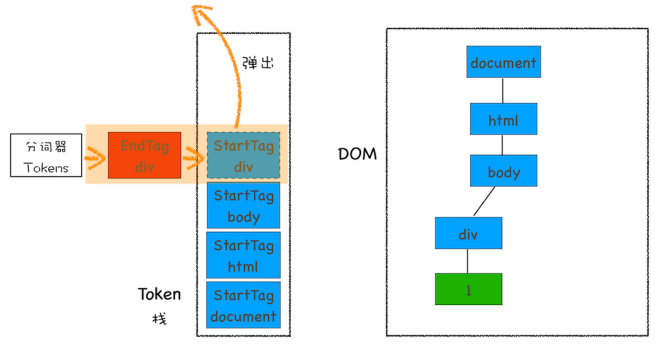 弹出
分词器
Tokens
EndTag
div
StartTag
div
StartTag
body
StartTag
html
StartTag
document
Token
栈
DOM
document
html
body
div
1